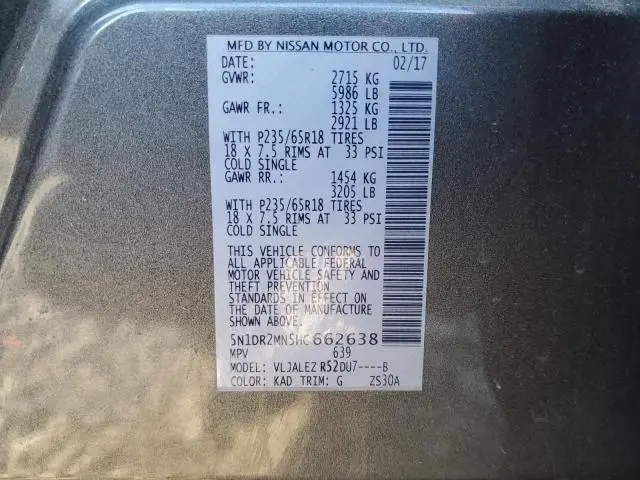 MFD BY NISSAN MOTOR CO., LTD.
DATE: 02/17
GVWR: 2715 KG
5986 LB
GAWR FR.: 1325 KG
2921 LB
WITH P235/65R18 TIRES
18 X 7.5 RIMS AT 33 PSI
COLD SINGLE
GAWR RR.: 1454 KG
3205 LB
WITH P235/65R18 TIRES
18 X 7.5 RIMS AT 33 PSI
COLD SINGLE
THIS VEHICLE CONFORMS TO
ALL APPLICABLE FEDERAL
MOTOR VEHICLE SAFETY AND
THEFT PREVENTION
STANDARDS IN EFFECT ON
THE DATE OF MANUFACTURE
SHOWN ABOVE.
5N1DR2MN5HC662638
MPV 639
MODEL: VLJALEZ R52DU7----B
COLOR: KAD TRIM: G ZS30A